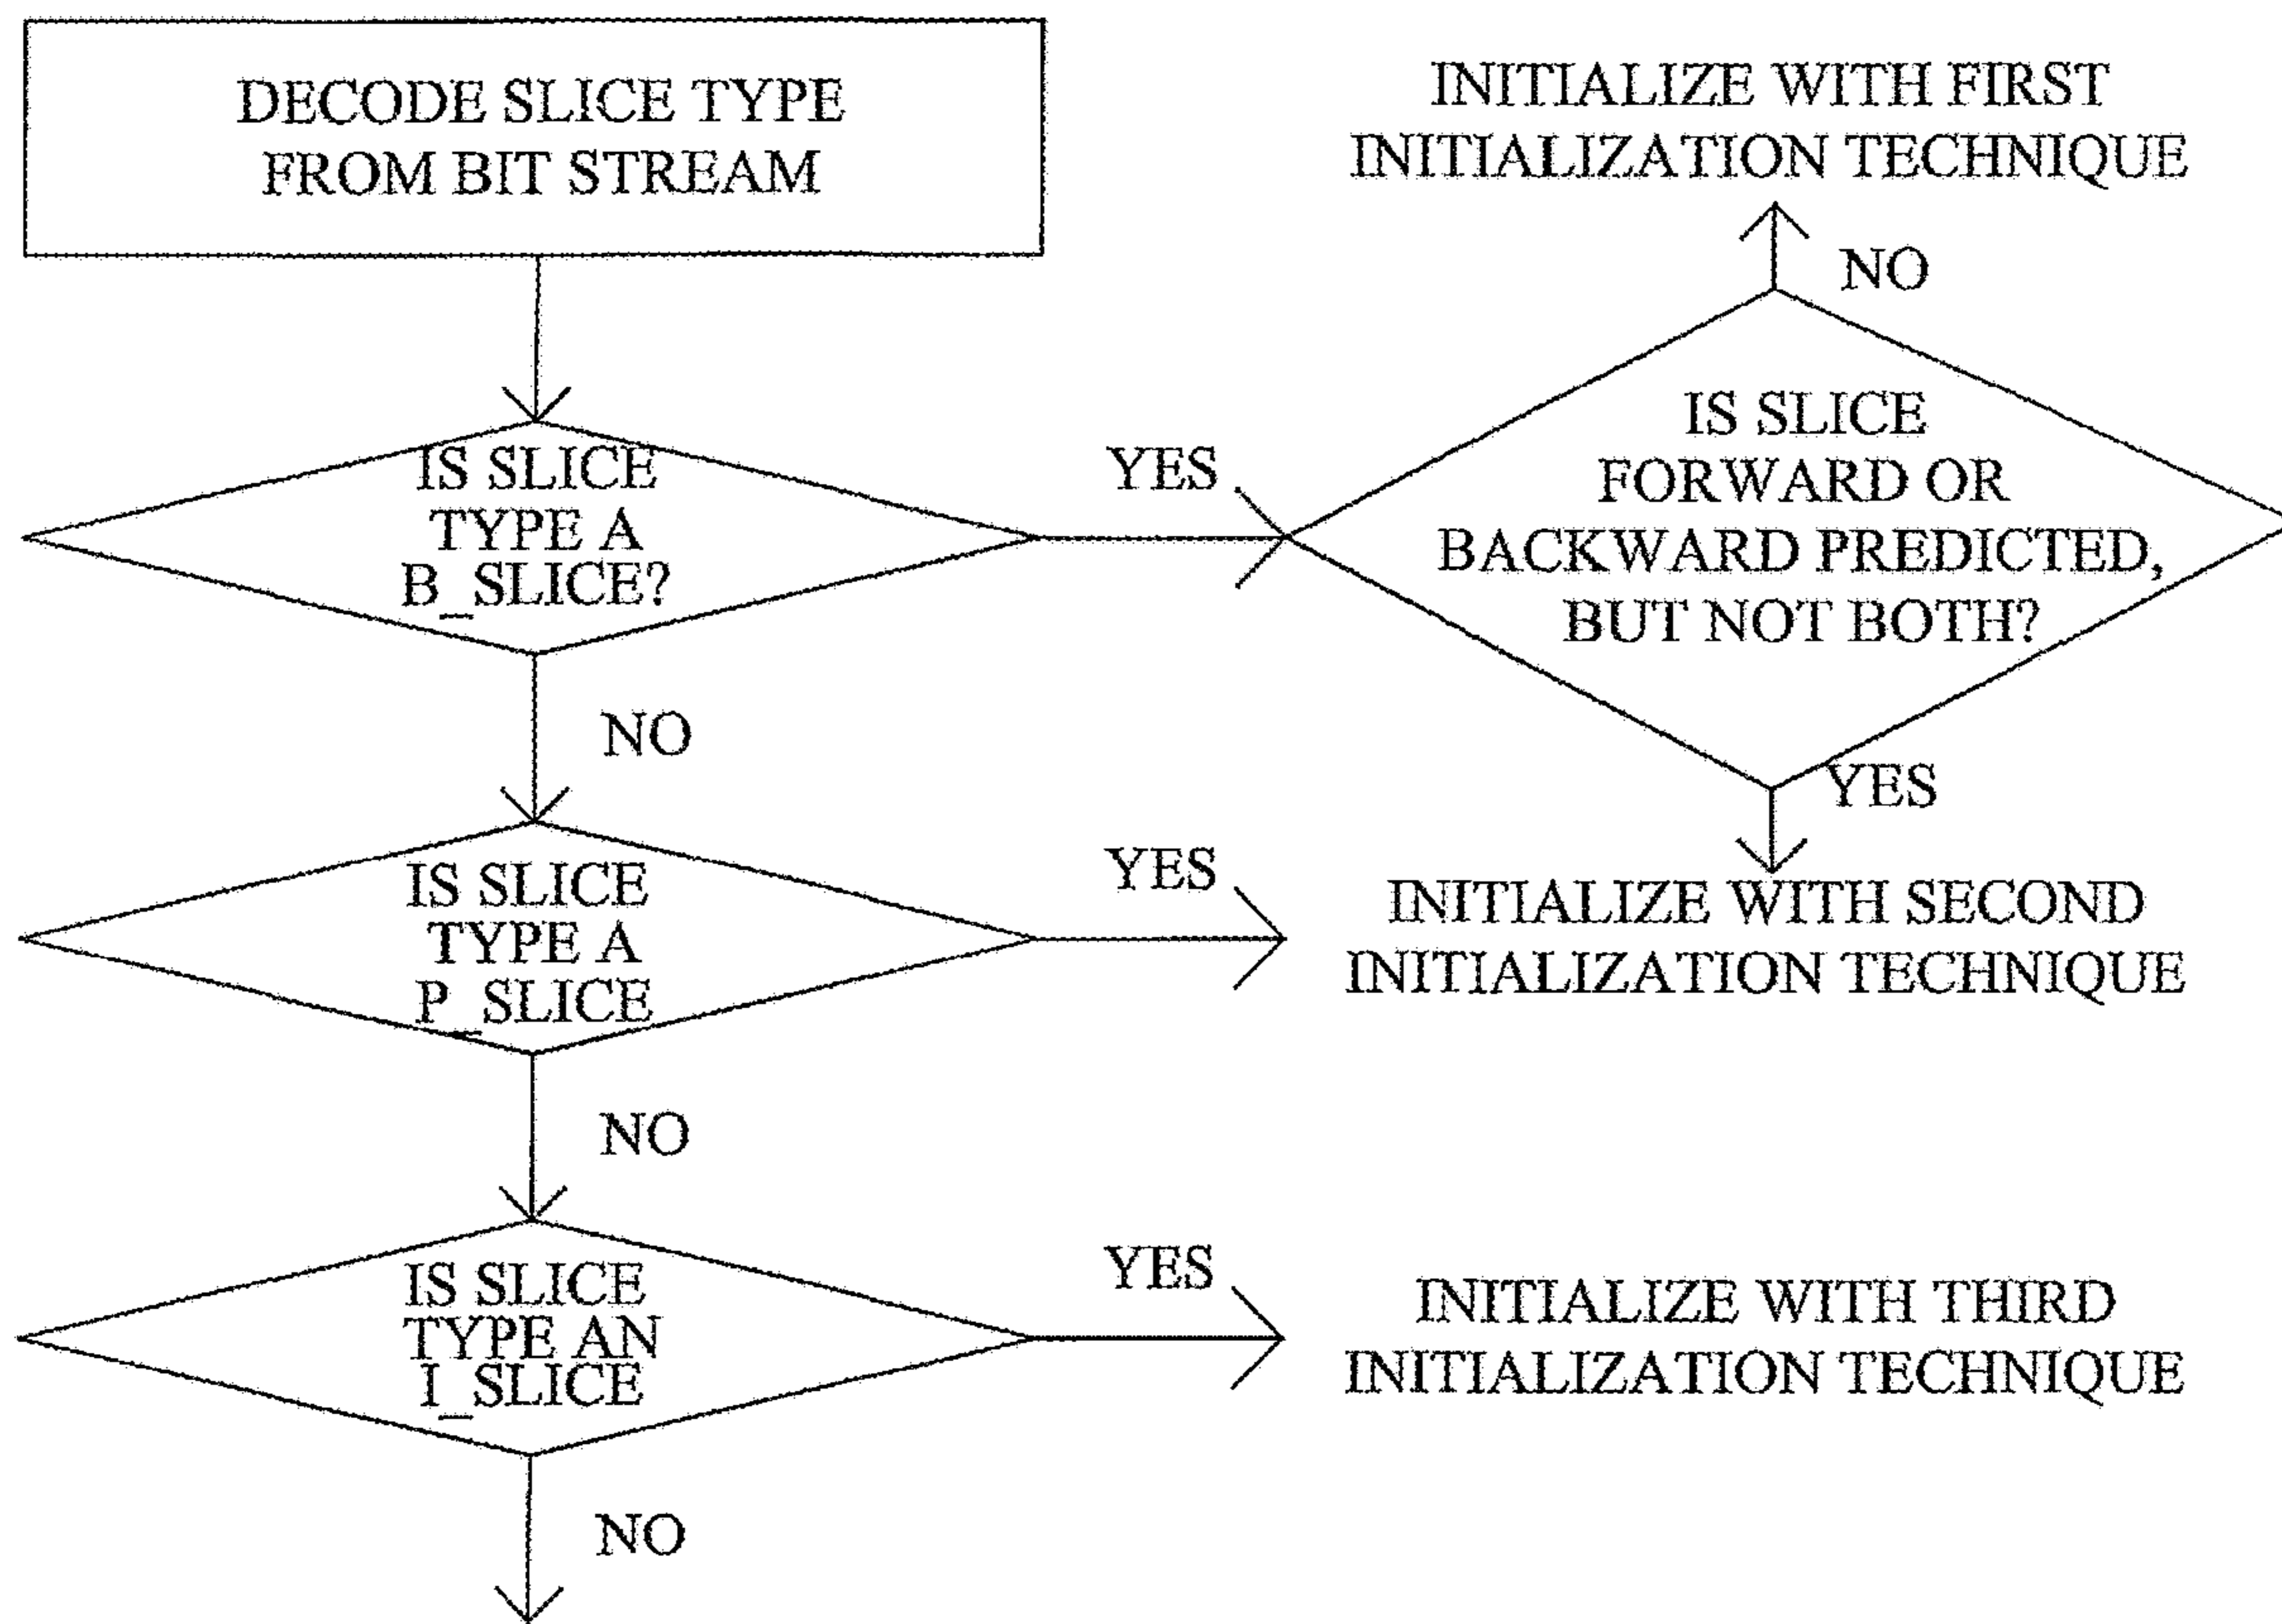 DECODE SLICE TYPE
FROM BIT STREAM
INITIALIZE WITH FIRST
INITIALIZATION TECHNIQUE
NO
IS SLICE
TYPE A
B_SLICE?
YES
IS SLICE
FORWARD OR
BACKWARD PREDICTED,
BUT NOT BOTH?
NO
YES
IS SLICE
TYPE A
P_SLICE
YES
INITIALIZE WITH SECOND
INITIALIZATION TECHNIQUE
NO
IS SLICE
TYPE AN
I_SLICE
YES
INITIALIZE WITH THIRD
INITIALIZATION TECHNIQUE
NO